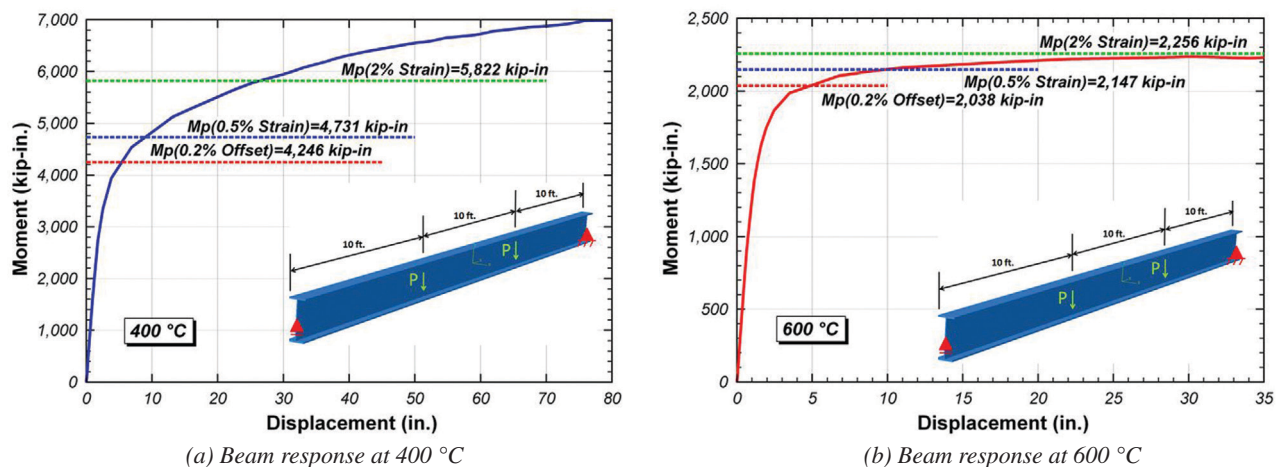 7,000
6,000
5,000
4,000
3,000
2,000
1,000
0
Moment (kip-in.)
Mp(2% Strain)=5,822 kip-in
Mp(0.5% Strain)=4,731 kip-in
Mp(0.2% Offset)=4,246 kip-in
10 ft.
10 ft.
10 ft.
P
P
400 °C
0 10 20 30 40 50 60 70 80
Displacement (in.)
(a) Beam response at 400 °C
2,500
2,000
1,500
1,000
500
0
Moment (kip-in.)
Mp(2% Strain)=2,256 kip-in
Mp(0.5% Strain)=2,147 kip-in
Mp(0.2% Offset)=2,038 kip-in
10 ft.
10 ft.
10 ft.
P
P
600 °C
0 5 10 15 20 25 30 35
Displacement (in.)
(b) Beam response at 600 °C